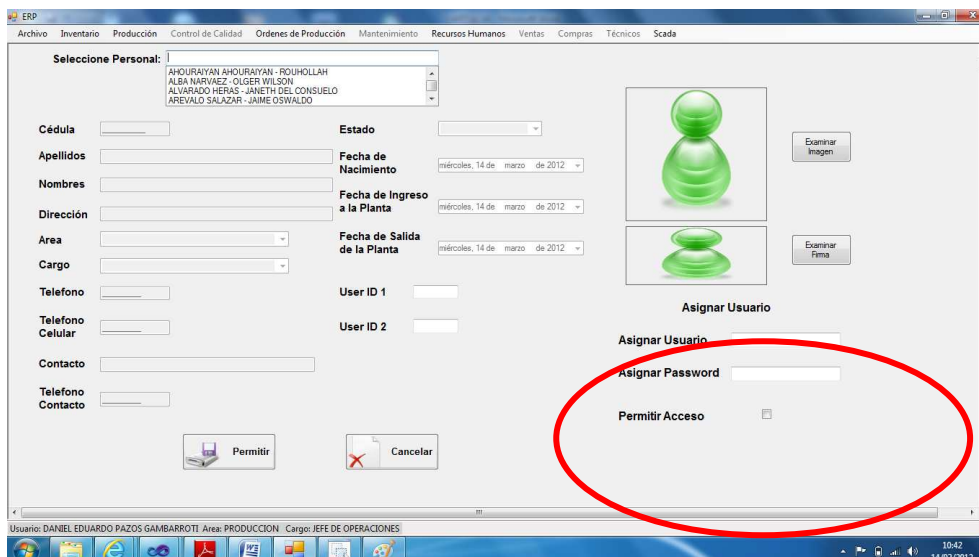 ERP
Archivo Inventario Producción Control de Calidad Ordenes de Producción Mantenimiento Recursos Humanos Ventas Compras Técnicos Scada
Seleccione Personal:
AHOURAIYAN AHOURAIYAN - ROUHOLLAH
ALBA NARVAEZ - OLGER WILSON
ALVARADO HERAS - JANETH DEL CONSUELO
AREVALO SALAZAR - JAIME OSWALDO
Cédula
Apellidos
Nombres
Dirección
Area
Cargo
Telefono
Telefono
Celular
Contacto
Telefono
Contacto
Estado
Fecha de
Nacimiento
miércoles, 14 de marzo de 2012
Fecha de Ingreso
a la Planta
miércoles, 14 de marzo de 2012
Fecha de Salida
de la Planta
miércoles, 14 de marzo de 2012
User ID 1
User ID 2
Examinar
Imagen
Examinar
Firma
Asignar Usuario
Asignar Usuario
Asignar Password
Permitir Acceso
Permitir
Cancelar
Usuario: DANIEL EDUARDO PAZOS GAMBARROTI Area: PRODUCCION Cargo: JEFE DE OPERACIONES
10:42